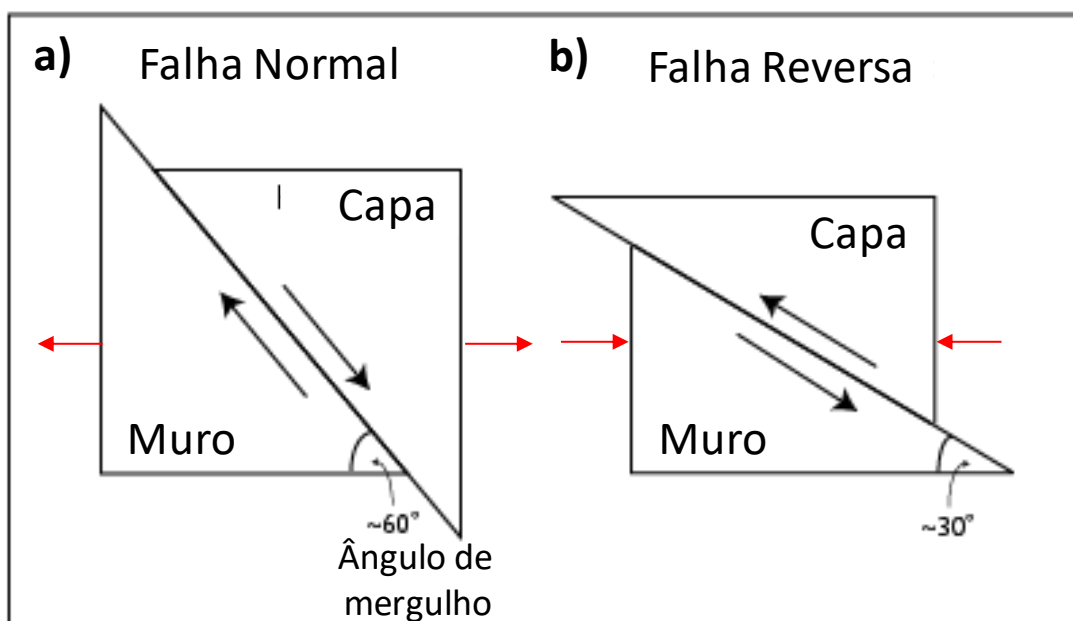 a) Falha Normal
Capa
Muro
~60°
Ângulo de
mergulho
b) Falha Reversa
Capa
Muro
~30°